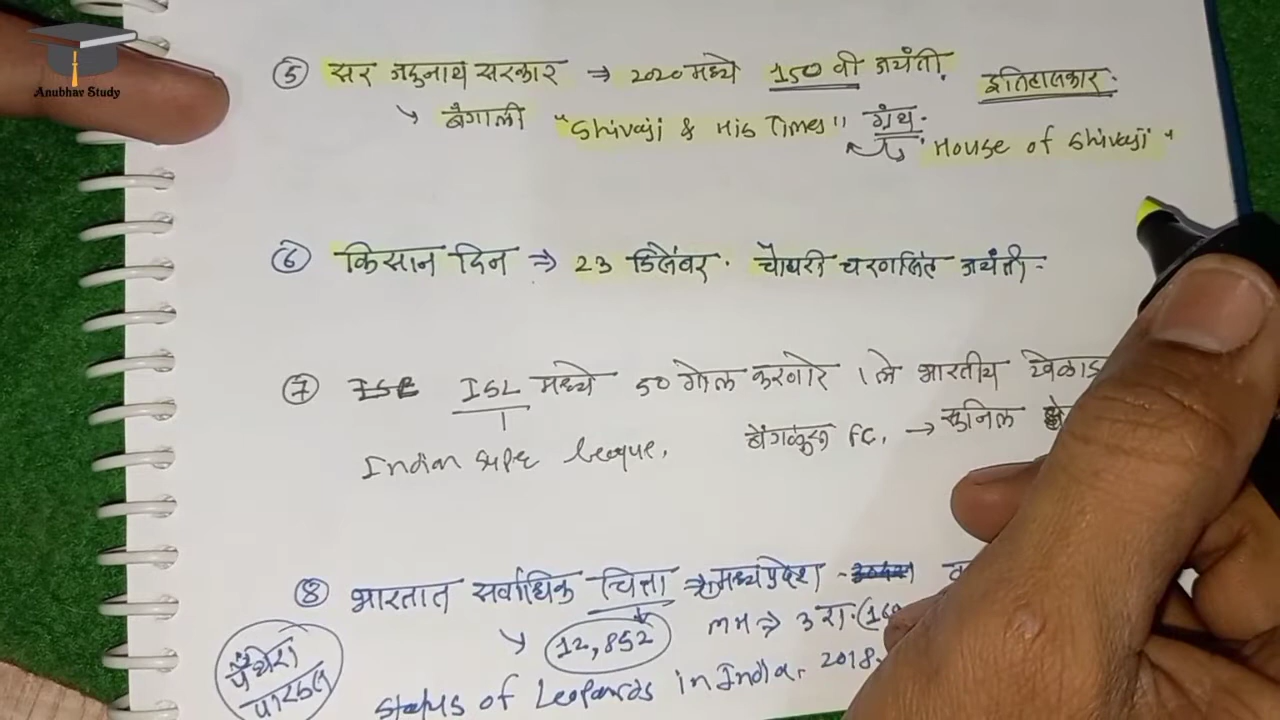 Anubhav Study
⑤ सर जदुनाथ सरकार ⇒ 2020 मध्ये 150 वी जयंती. इतिहासकार.
↳ बंगाली "Shivaji & His Times" ग्रंथ.
"House of Shivaji"
⑥ किसान दिन ⇒ 23 डिसेंबर. चौधरी चरणसिंह जयंती.
⑦ ISL मध्ये 50 गोल करणारे 1ले भारतीय
Indian Super League. बेंगळुरू FC. → सुनिल
⑧ भारतात सर्वाधिक चित्ता ⇒ मध्यप्रदेश
↳ 12,852 MH ⇒ 3 रा.
Status of Leopards in India. 2018.